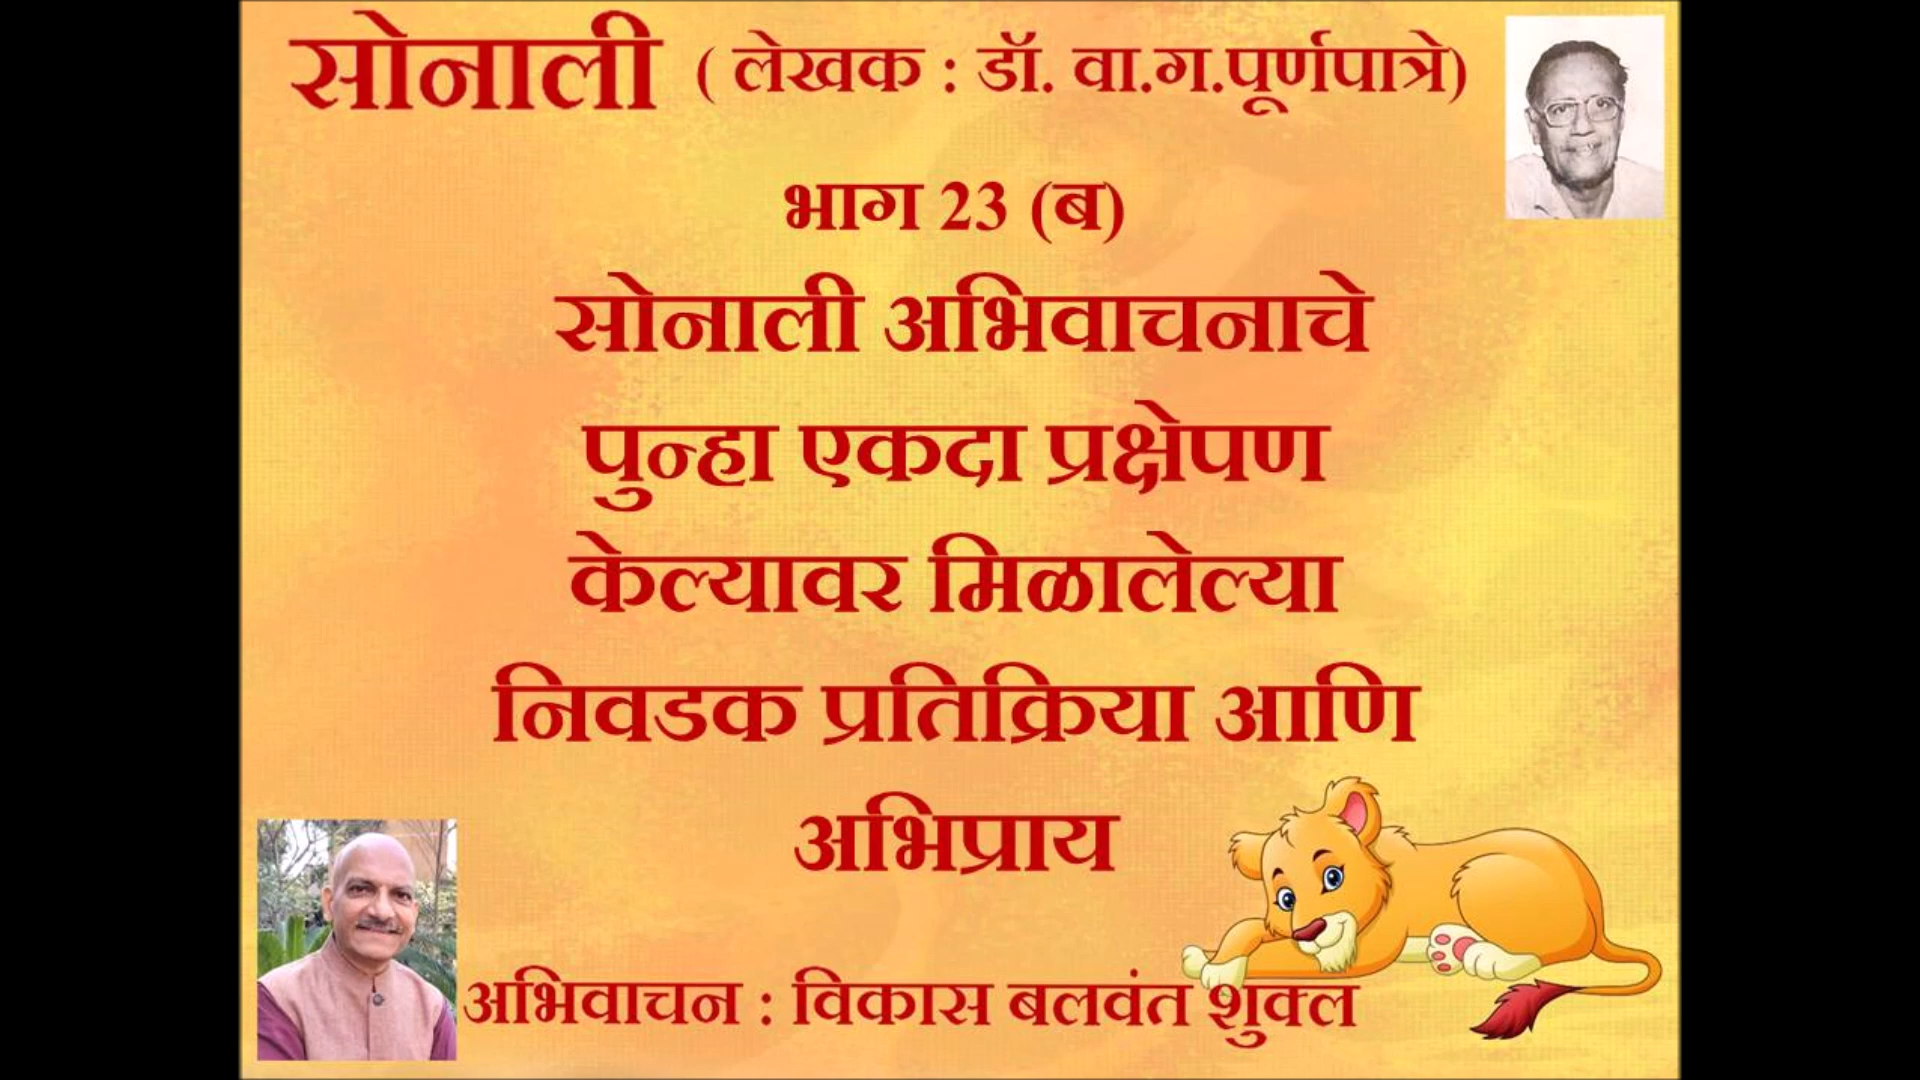 सोनाली ( लेखक : डॉ. वा.ग.पूर्णपात्रे)
भाग 23 (ब)
सोनाली अभिवाचनाचे
पुन्हा एकदा प्रक्षेपण
केल्यावर मिळालेल्या
निवडक प्रतिक्रिया आणि
अभिप्राय
अभिवाचन : विकास बलवंत शुक्ल